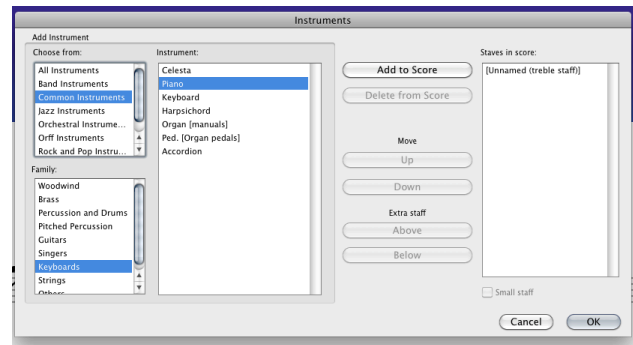 Instruments
Add Instrument
Choose from:
All Instruments
Band Instruments
Common Instruments
Jazz Instruments
Orchestral Instrume...
Orff Instruments
Rock and Pop Instru...
Family:
Woodwind
Brass
Percussion and Drums
Pitched Percussion
Guitars
Singers
Keyboards
Strings
Others
Instrument:
Celesta
Piano
Keyboard
Harpsichord
Organ [manuals]
Ped. [Organ pedals]
Accordion
Add to Score
Delete from Score
Move
Up
Down
Extra staff
Above
Below
Staves in score:
[Unnamed (treble staff)]
Small staff
Cancel
OK